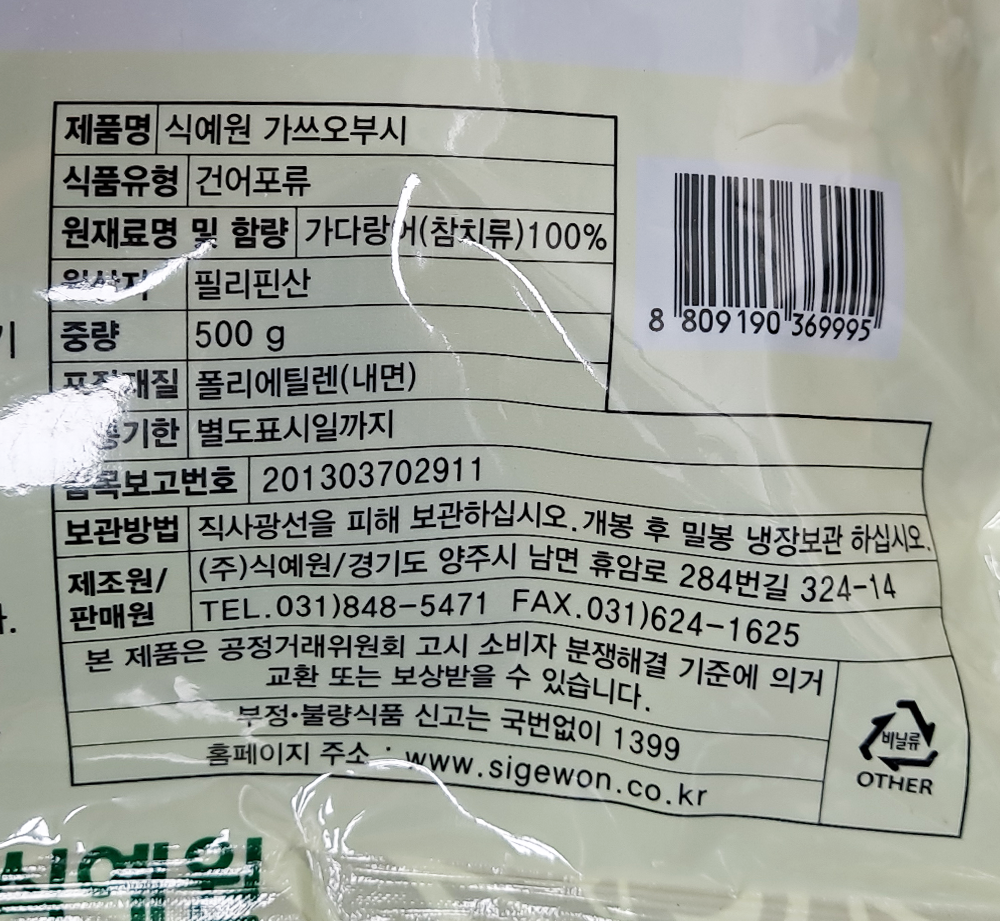 제품명 식예원 가쓰오부시
식품유형 건어포류
원재료명 및 함량 가다랑어(참치류)100%
필리핀산
중량 500 g
폴리에틸렌(내면)
별도표시일까지
201303702911
보관방법 직사광선을 피해 보관하십시오.개봉 후 밀봉 냉장보관 하십시오.
제조원/
판매원
(주)식예원/경기도 양주시 남면 휴암로 284번길 324-14
TEL.031)848-5471 FAX.031)624-1625
본 제품은 공정거래위원회 고시 소비자 분쟁해결 기준에 의거
교환 또는 보상받을 수 있습니다.
부정·불량식품 신고는 국번없이 1399
홈페이지 주소 : www.sigewon.co.kr
비닐류
OTHER
8 809190 369995
식예원